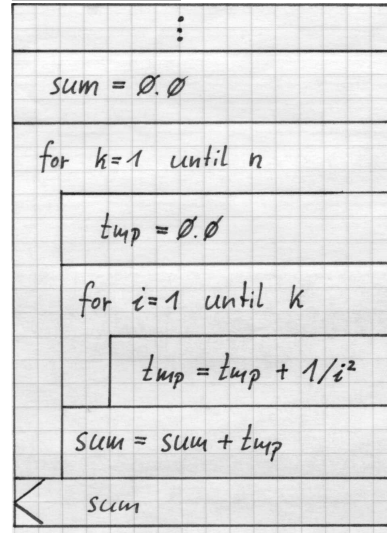 ⋮
sum = 0.0
for k=1 until n
tmp = 0.0
for i=1 until k
tmp = tmp + 1/i²
sum = sum + tmp
sum